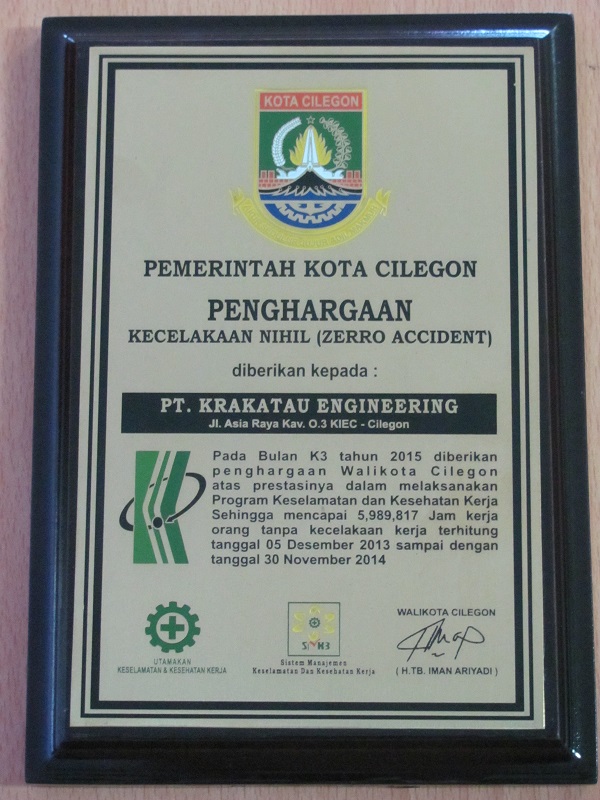 KOTA CILEGON
PEMERINTAH KOTA CILEGON
PENGHARGAAN
KECELAKAAN NIHIL (ZERRO ACCIDENT)
diberikan kepada :
PT. KRAKATAU ENGINEERING
Jl. Asia Raya Kav. O.3 KIEC - Cilegon
Pada Bulan K3 tahun 2015 diberikan
penghargaan Walikota Cilegon
atas prestasinya dalam melaksanakan
Program Keselamatan dan Kesehatan Kerja
Sehingga mencapai 5,989,817 Jam kerja
orang tanpa kecelakaan kerja terhitung
tanggal 05 Desember 2013 sampai dengan
tanggal 30 November 2014
UTAMAKAN
KESELAMATAN & KESEHATAN KERJA
SMK3
Sistem Manajemen
Keselamatan Dan Kesehatan Kerja
WALIKOTA CILEGON
( H.TB. IMAN ARIYADI )